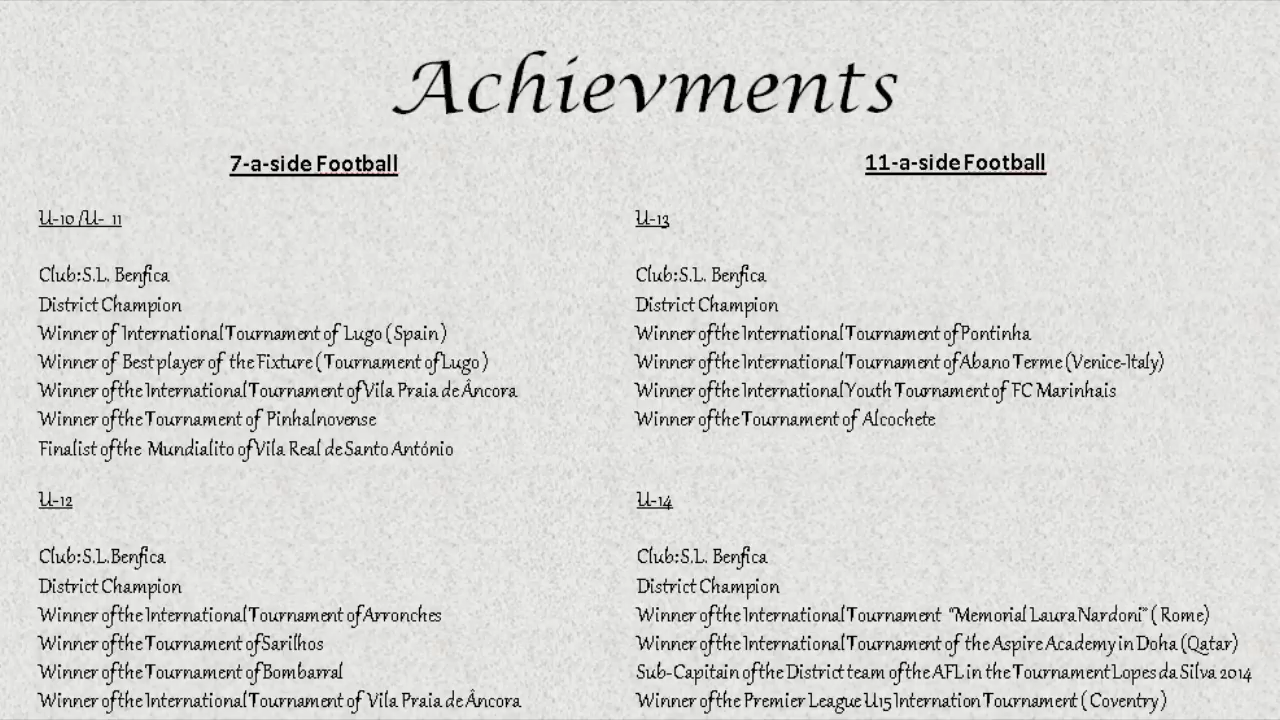 Achievments
7-a-side Football
U-10 /U- 11
Club:S.L. Benfica
District Champion
Winner of International Tournament of Lugo (Spain)
Winner of Best player of the Fixture (Tournament of Lugo)
Winner of the International Tournament of Vila Praia de Âncora
Winner of the Tournament of Pinhalnovense
Finalist of the Mundialito of Vila Real de Santo António
U-12
Club:S.L.Benfica
District Champion
Winner of the International Tournament of Arronches
Winner of the Tournament of Sarilhos
Winner of the Tournament of Bombarral
Winner of the International Tournament of Vila Praia de Âncora
11-a-side Football
U-13
Club:S.L. Benfica
District Champion
Winner of the International Tournament of Pontinha
Winner of the International Tournament of Abano Terme (Venice-Italy)
Winner of the International Youth Tournament of FC Marinhais
Winner of the Tournament of Alcochete
U-14
Club:S.L. Benfica
District Champion
Winner of the International Tournament "Memorial Laura Nardoni" ( Rome)
Winner of the International Tournament of the Aspire Academy in Doha (Qatar)
Sub-Capitain of the District team of the AFL in the Tournament Lopes da Silva 2014
Winner of the Premier League U15 Internation Tournament ( Coventry)